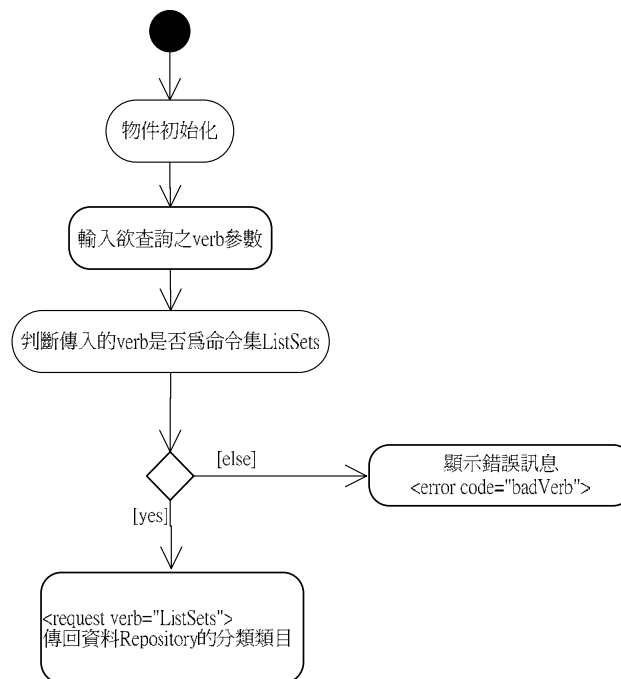 物件初始化
輸入欲查詢之verb參數
判斷傳入的verb是否為命令集ListSets
[else]
顯示錯誤訊息
<error code="badVerb">
[yes]
<request verb="ListSets">
傳回資料Repository的分類類目